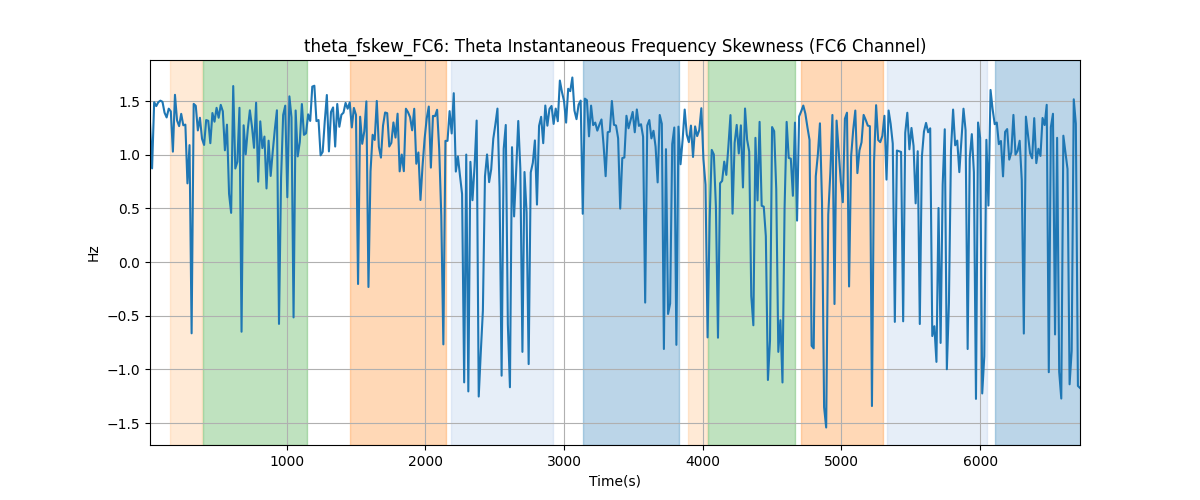 theta_fskew_FC6: Theta Instantaneous Frequency Skewness (FC6 Channel)
1.5
1.0
0.5
0.0
−0.5
−1.0
−1.5
Hz
1000 2000 3000 4000 5000 6000
Time(s)